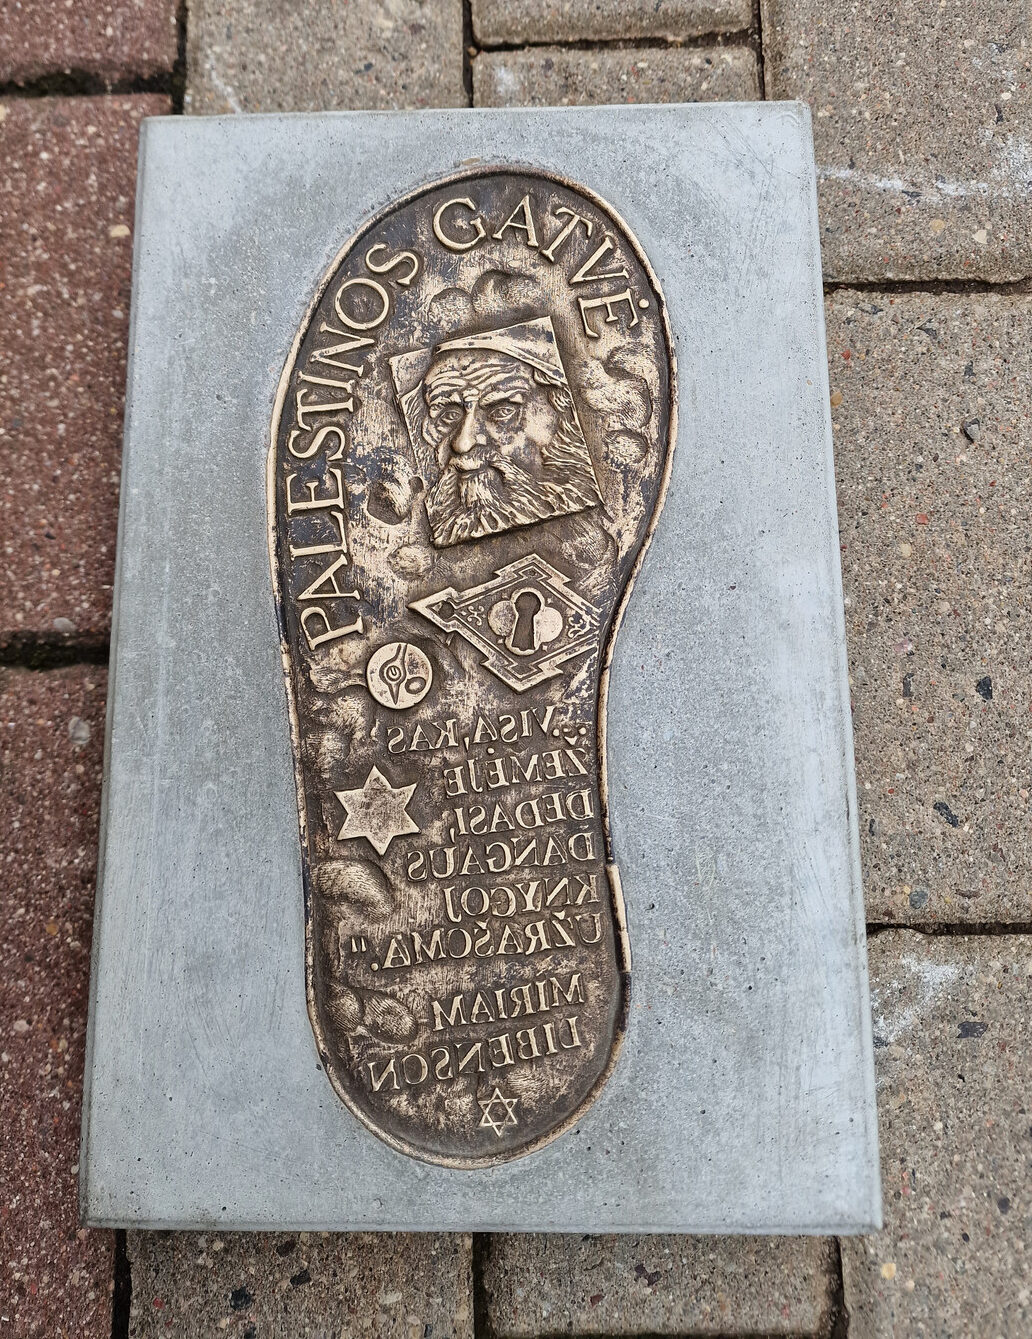 PALESTINOS GATVĖ
„VISA, KAS
ŽEMĖJE
DEDASI,
DANGAUS
KNYGOJ
UŽRAŠOMA."
MIRIAM
LIBENSON